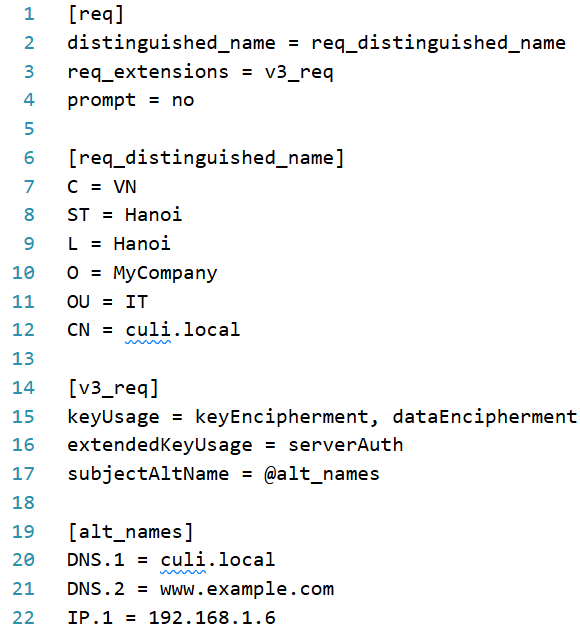 1 [req]
2 distinguished_name = req_distinguished_name
3 req_extensions = v3_req
4 prompt = no
5
6 [req_distinguished_name]
7 C = VN
8 ST = Hanoi
9 L = Hanoi
10 O = MyCompany
11 OU = IT
12 CN = culi.local
13
14 [v3_req]
15 keyUsage = keyEncipherment, dataEncipherment
16 extendedKeyUsage = serverAuth
17 subjectAltName = @alt_names
18
19 [alt_names]
20 DNS.1 = culi.local
21 DNS.2 = www.example.com
22 IP.1 = 192.168.1.6